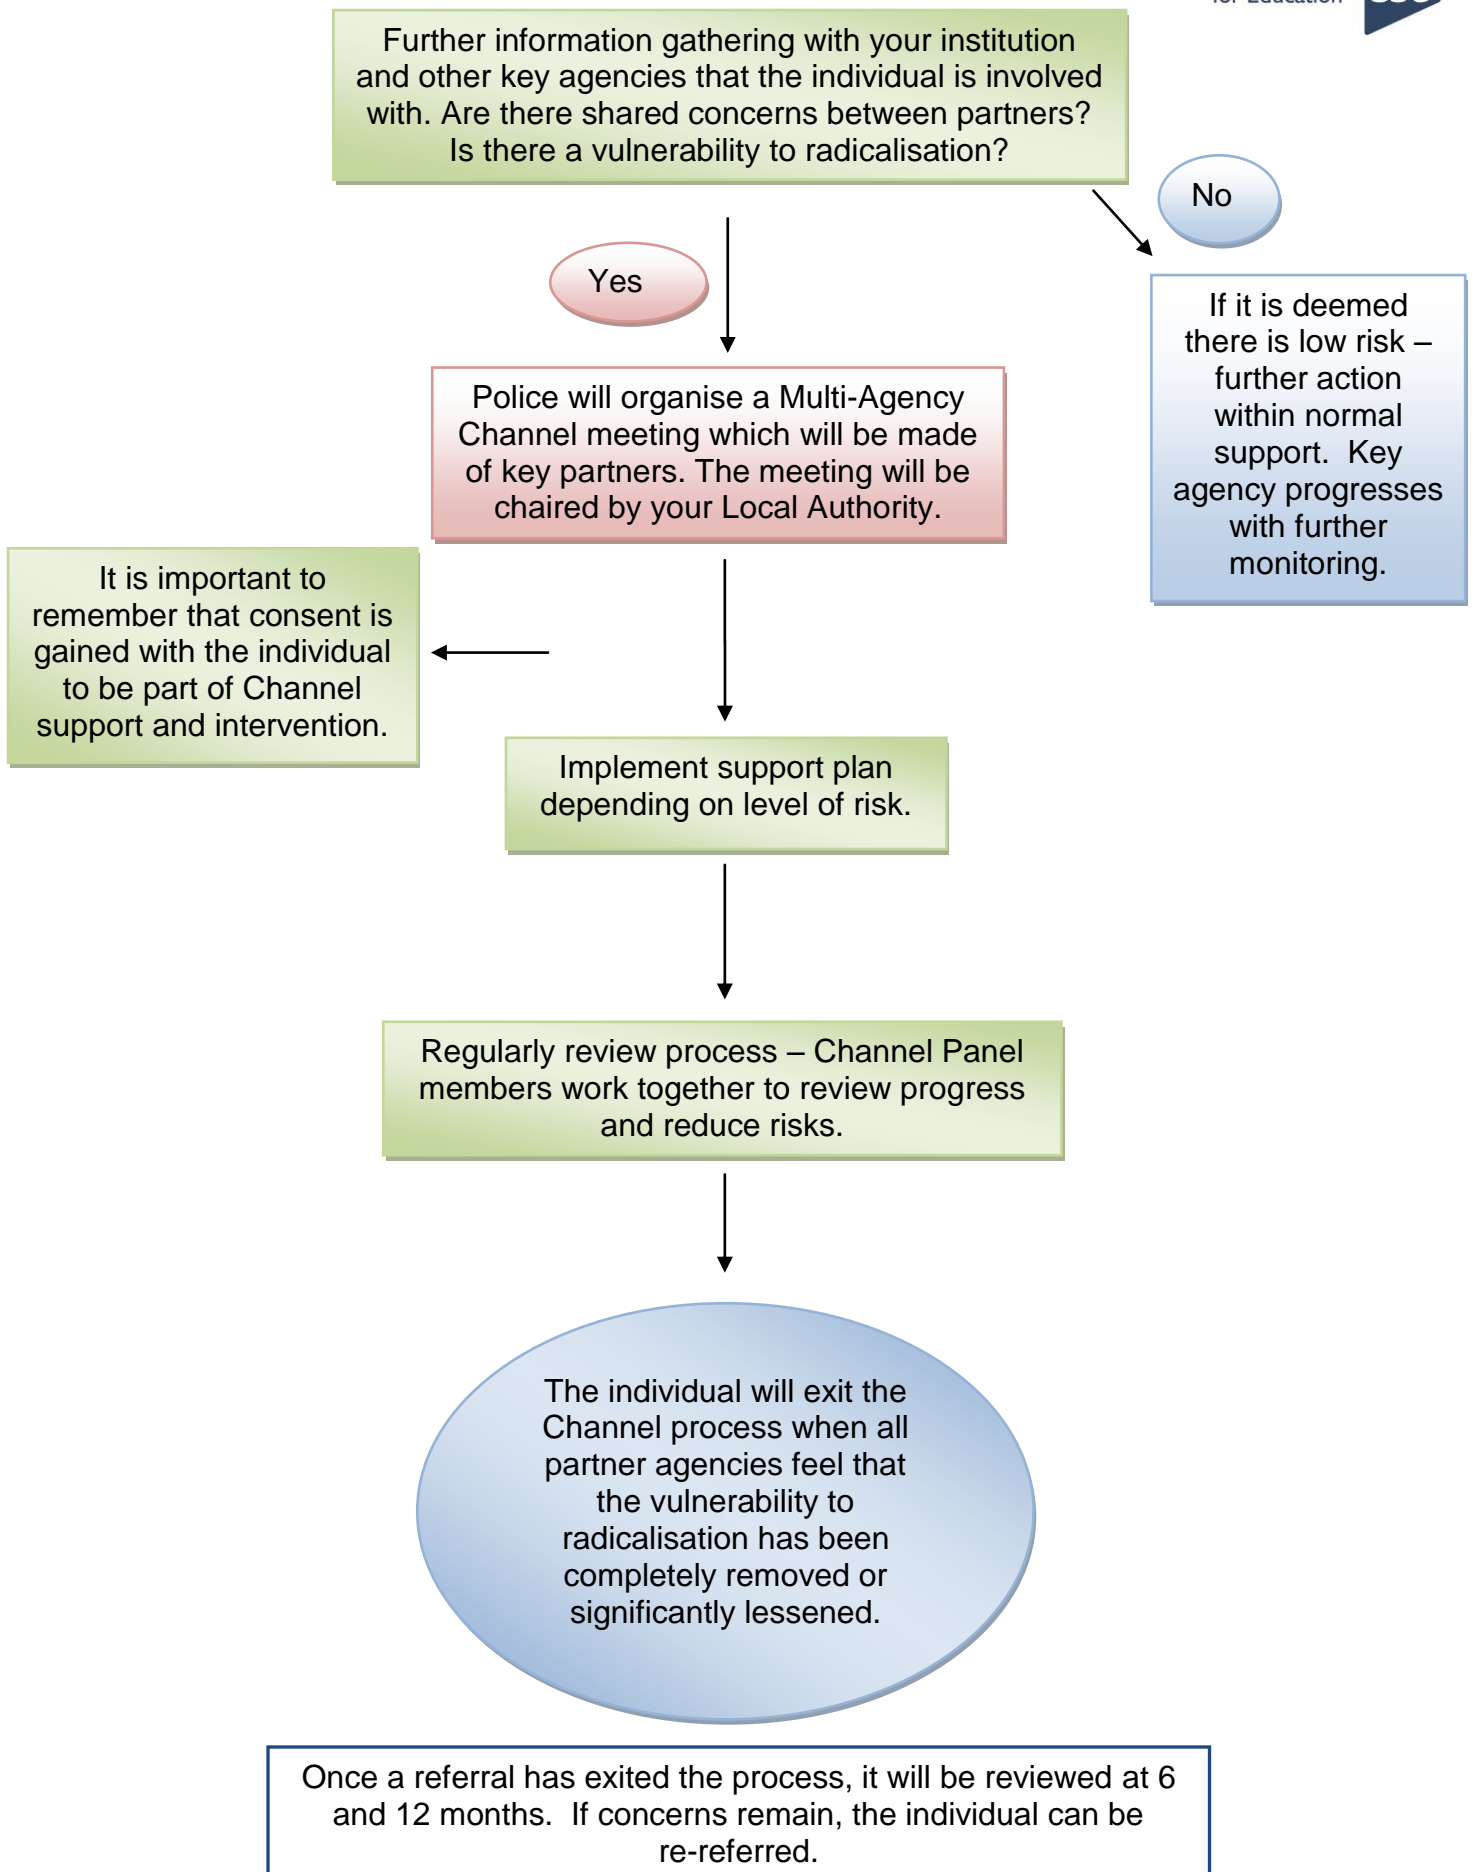 for Education
Further information gathering with your institution
and other key agencies that the individual is involved
with. Are there shared concerns between partners?
Is there a vulnerability to radicalisation?
No
Yes
If it is deemed
there is low risk –
further action
within normal
support.  Key
agency progresses
with further
monitoring.
Police will organise a Multi-Agency
Channel meeting which will be made
of key partners. The meeting will be
chaired by your Local Authority.
It is important to
remember that consent is
gained with the individual
to be part of Channel
support and intervention.
Implement support plan
depending on level of risk.
Regularly review process – Channel Panel
members work together to review progress
and reduce risks.
The individual will exit the
Channel process when all
partner agencies feel that
the vulnerability to
radicalisation has been
completely removed or
significantly lessened.
Once a referral has exited the process, it will be reviewed at 6
and 12 months.  If concerns remain, the individual can be
re-referred.